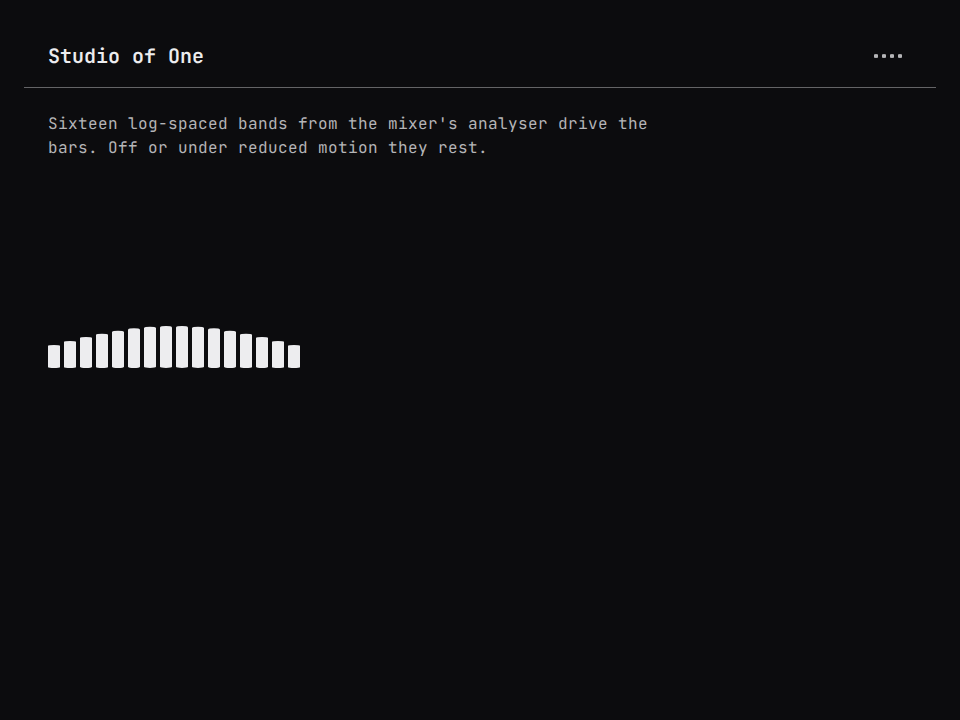 Studio of One
Sixteen log-spaced bands from the mixer's analyser drive the
bars. Off or under reduced motion they rest.